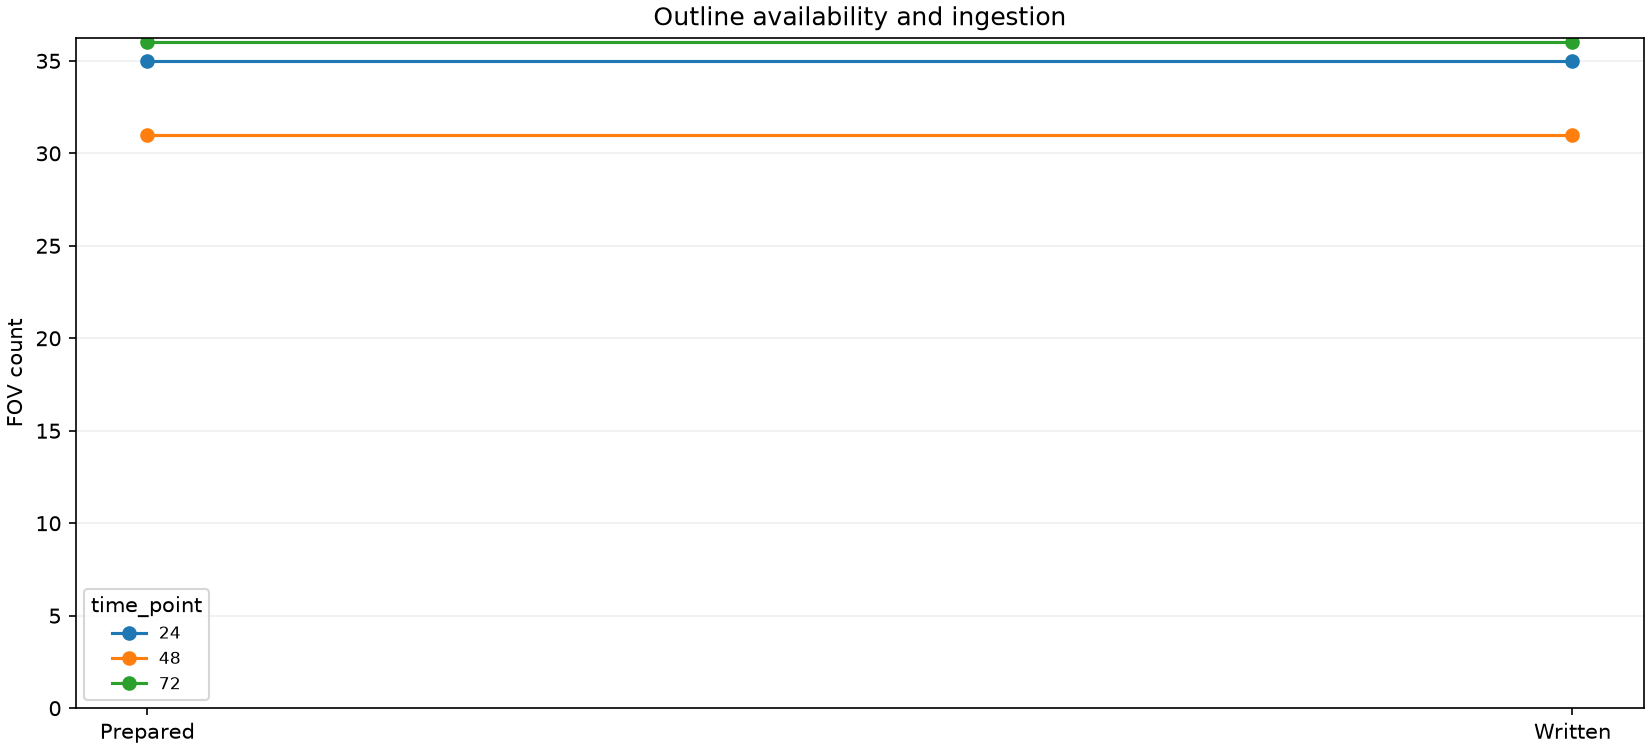 Outline availability and ingestion
FOV count
35
30
25
20
15
10
5
0
time_point
24
48
72
Prepared
Written